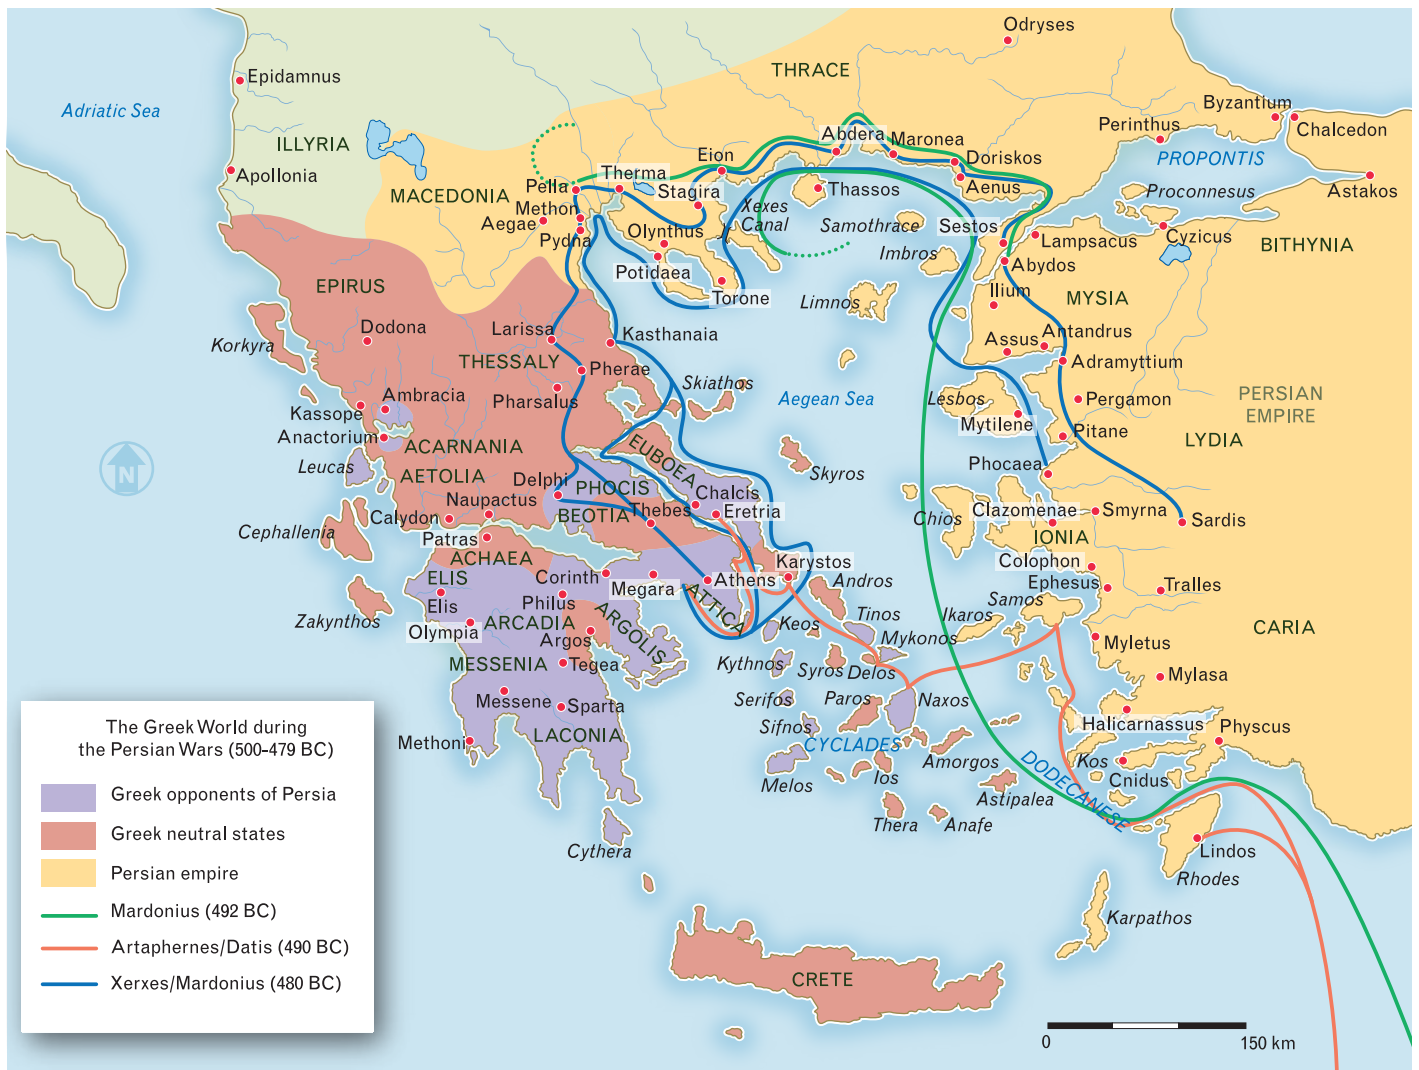 Odryses
THRACE
Epidamnus
Adriatic Sea
Byzantium
Chalcedon
Perinthus
ILLYRIA
Abdera
Maronea
PROPONTIS
Eion
Doriskos
Apollonia
Therma
Pella
Aenus
Astakos
MACEDONIA
Stagira
Thassos
Proconnesus
Methon
Xexes
Canal
Aegae
Samothrace
Sestos
Olynthus
Pydna
Lampsacus
Cyzicus
BITHYNIA
Imbros
Potidaea
Abydos
EPIRUS
Torone
Limnos
Ilium
MYSIA
Dodona
Larissa
Kasthanaia
Antandrus
Assus
Korkyra
THESSALY
Pherae
Adramyttium
Skiathos
Aegean Sea
Lesbos
PERSIAN
EMPIRE
Ambracia
Pharsalus
Pergamon
Kassope
Mytilene
Anactorium
ACARNANIA
EUBOEA
Pitane
LYDIA
Leucas
Skyros
Phocaea
N
AETOLIA
Delphi
PHOCIS
Naupactus
Chalcis
BEOTIA
Thebes
Eretria
Chios
Clazomenae
Smyrna
Sardis
Calydon
Cephallenia
Patras
IONIA
ACHAEA
Karystos
Colophon
ELIS
Corinth
Megara
Athens
Andros
Ephesus
Tralles
Elis
Philus
ATTICA
Samos
Zakynthos
ARCADIA
ARGOLIS
Tinos
Ikaros
Olympia
Argos
Keos
Mykonos
CARIA
Myletus
MESSENIA
Tegea
Kythnos
Syros
Delos
Mylasa
Messene
Sparta
Serifos
Paros
Naxos
Halicarnassus
Sifnos
Physcus
Methoni
LACONIA
CYCLADES
Amorgos
Kos
Cnidus
Melos
Ios
DODECANESE
Astipalea
Thera
Anafe
Cythera
Lindos
Rhodes
Karpathos
CRETE
The Greek World during
the Persian Wars (500-479 BC)
Greek opponents of Persia
Greek neutral states
Persian empire
Mardonius (492 BC)
Artaphernes/Datis (490 BC)
Xerxes/Mardonius (480 BC)
0
150 km